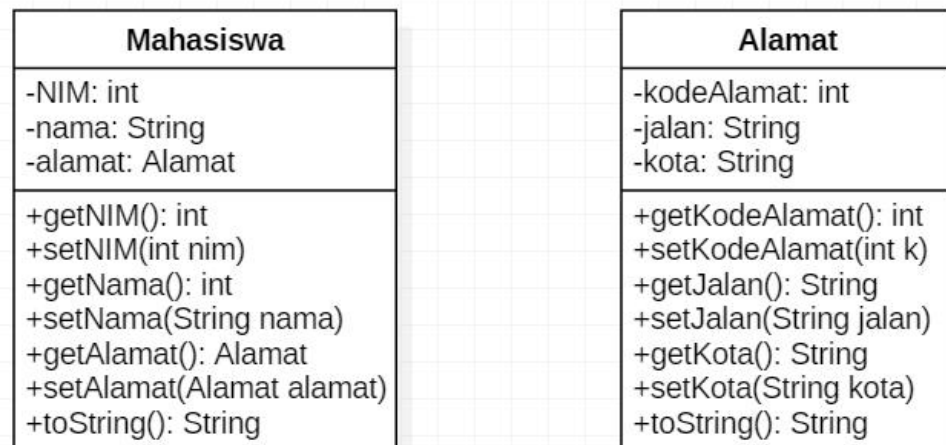 Mahasiswa
-NIM: int
-nama: String
-alamat: Alamat
+getNIM(): int
+setNIM(int nim)
+getNama(): int
+setNama(String nama)
+getAlamat(): Alamat
+setAlamat(Alamat alamat)
+toString(): String
Alamat
-kodeAlamat: int
-jalan: String
-kota: String
+getKodeAlamat(): int
+setKodeAlamat(int k)
+getJalan(): String
+setJalan(String jalan)
+getKota(): String
+setKota(String kota)
+toString(): String